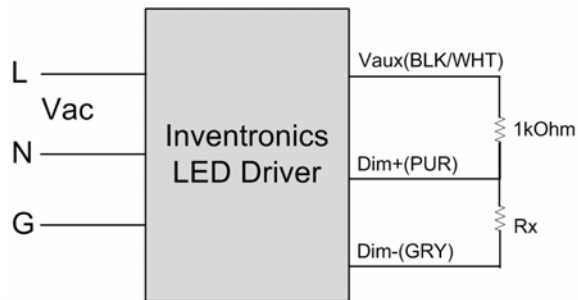 L
Vac
N
G
Inventronics
LED Driver
Vaux(BLK/WHT)
1kOhm
Dim+(PUR)
Rx
Dim-(GRY)